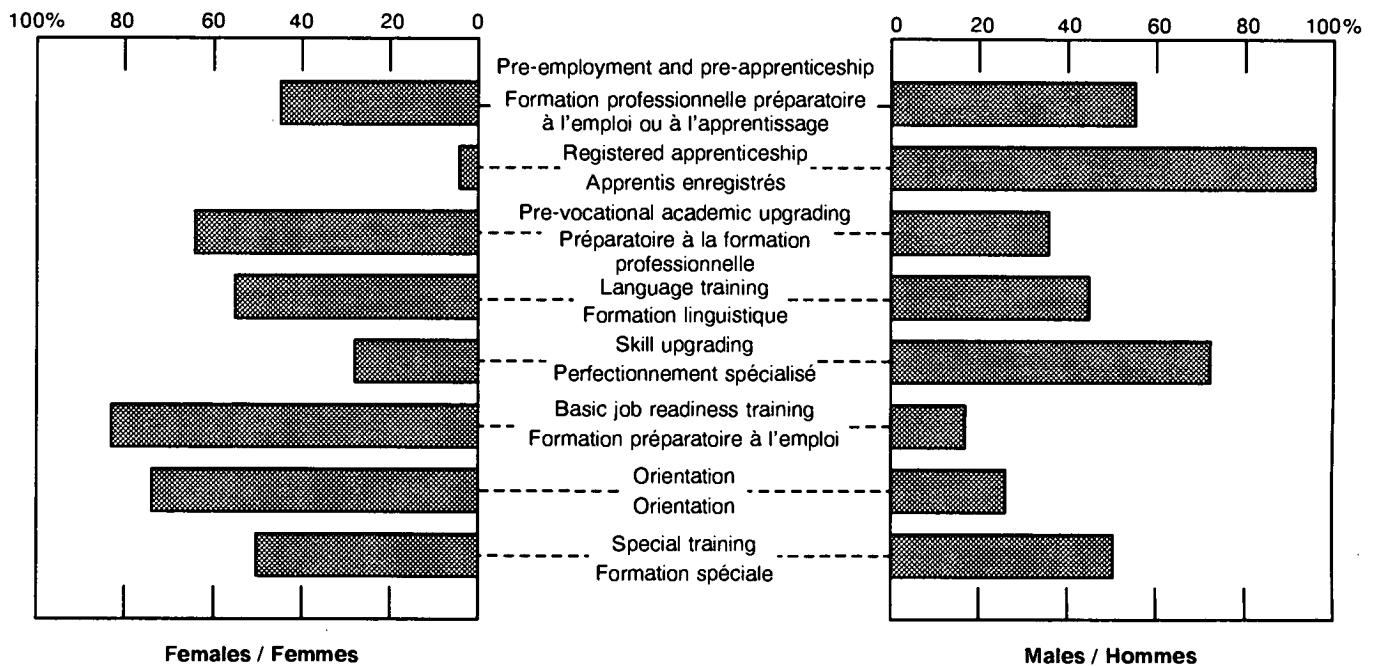 100% 80 60 40 20 0
0 20 40 60 80 100%
Pre-employment and pre-apprenticeship
Formation professionnelle préparatoire
à l'emploi ou à l'apprentissage
Registered apprenticeship
Apprentis enregistrés
Pre-vocational academic upgrading
Préparatoire à la formation
professionnelle
Language training
Formation linguistique
Skill upgrading
Perfectionnement spécialisé
Basic job readiness training
Formation préparatoire à l'emploi
Orientation
Orientation
Special training
Formation spéciale
Females / Femmes
Males / Hommes